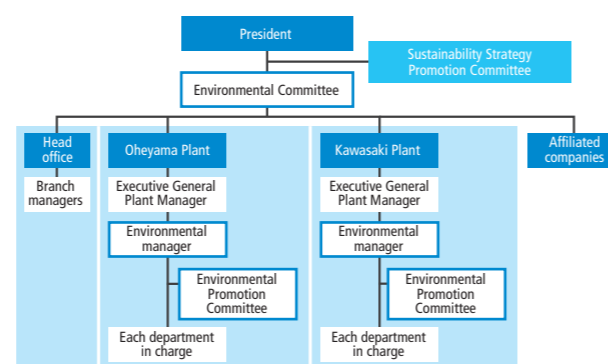 President
Sustainability Strategy
Promotion Committee
Environmental Committee
Head
office
Oheyama Plant
Kawasaki Plant
Affiliated
companies
Branch
managers
Executive General
Plant Manager
Executive General
Plant Manager
Environmental
manager
Environmental
manager
Environmental
Promotion
Committee
Environmental
Promotion
Committee
Each department
in charge
Each department
in charge